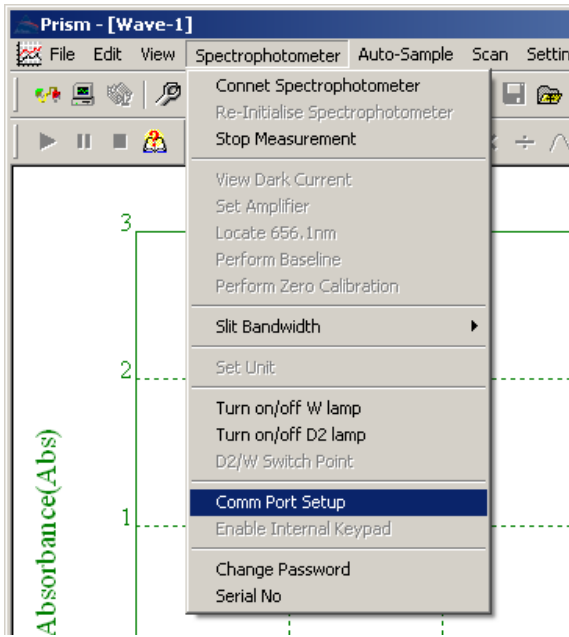 Prism - [Wave-1]
File Edit View Spectrophotometer Auto-Sample Scan Settin
Connet Spectrophotometer
Re-Initialise Spectrophotometer
Stop Measurement
View Dark Current
Set Amplifier
Locate 656.1nm
Perform Baseline
Perform Zero Calibration
Slit Bandwidth
Set Unit
Turn on/off W lamp
Turn on/off D2 lamp
D2/W Switch Point
Comm Port Setup
Enable Internal Keypad
Change Password
Serial No
3
2
1
Absorbance(Abs)